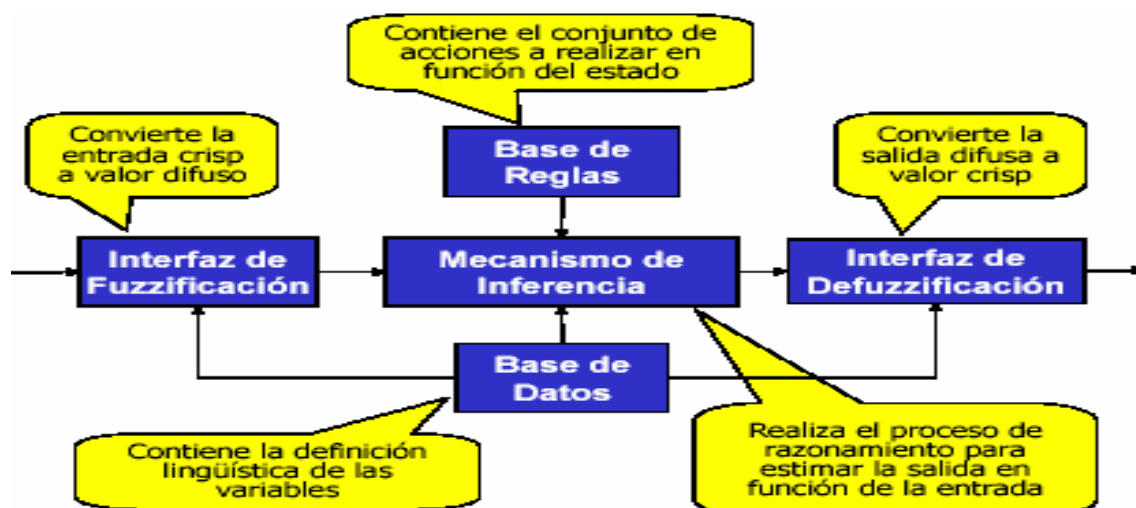 Contiene el conjunto de
acciones a realizar en
función del estado
Convierte la
entrada crisp
a valor difuso
Base de
Reglas
Convierte la
salida difusa a
valor crisp
Interfaz de
Fuzzificación
Mecanismo de
Inferencia
Interfaz de
Defuzzificación
Base de
Datos
Contiene la definición
lingüística de las
variables
Realiza el proceso de
razonamiento para
estimar la salida en
función de la entrada